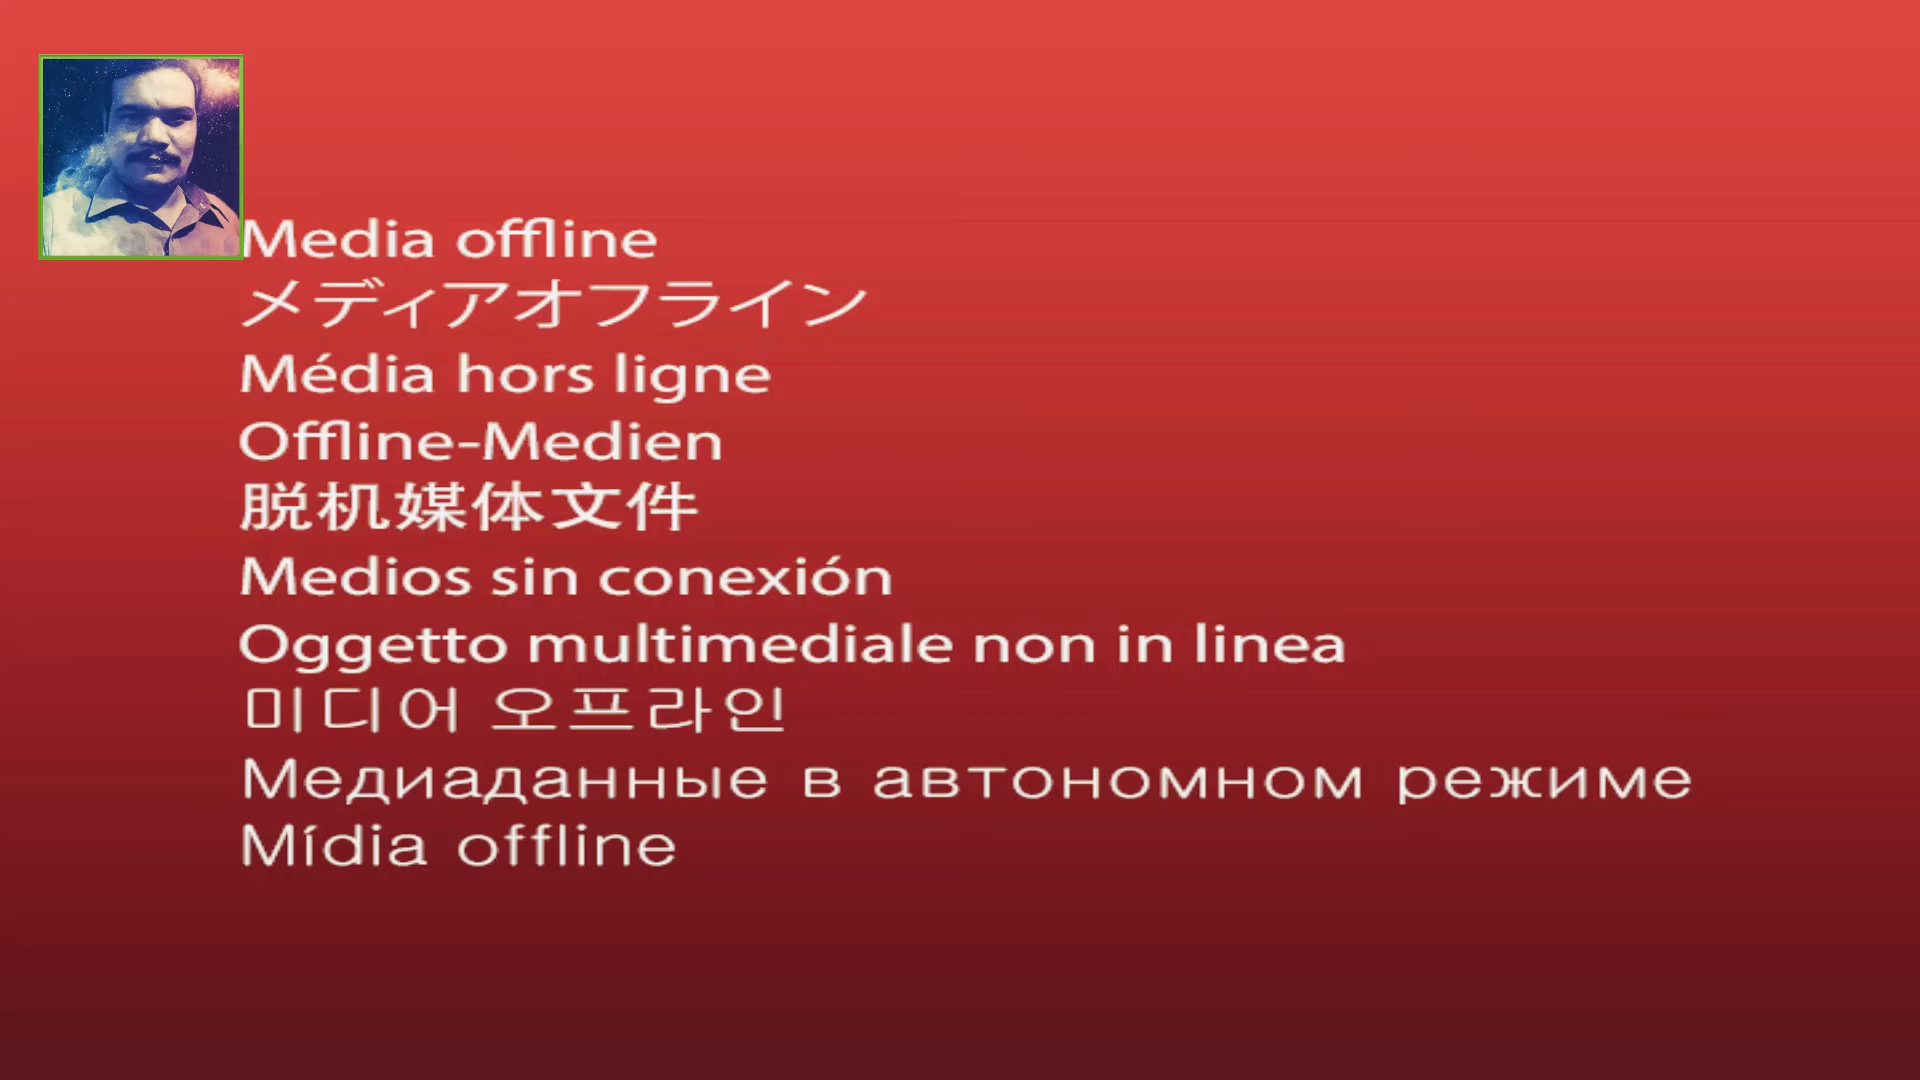 Media offline
メディアオフライン
Média hors ligne
Offline-Medien
脱机媒体文件
Medios sin conexión
Oggetto multimediale non in linea
미디어 오프라인
Медиаданные в автономном режиме
Mídia offline